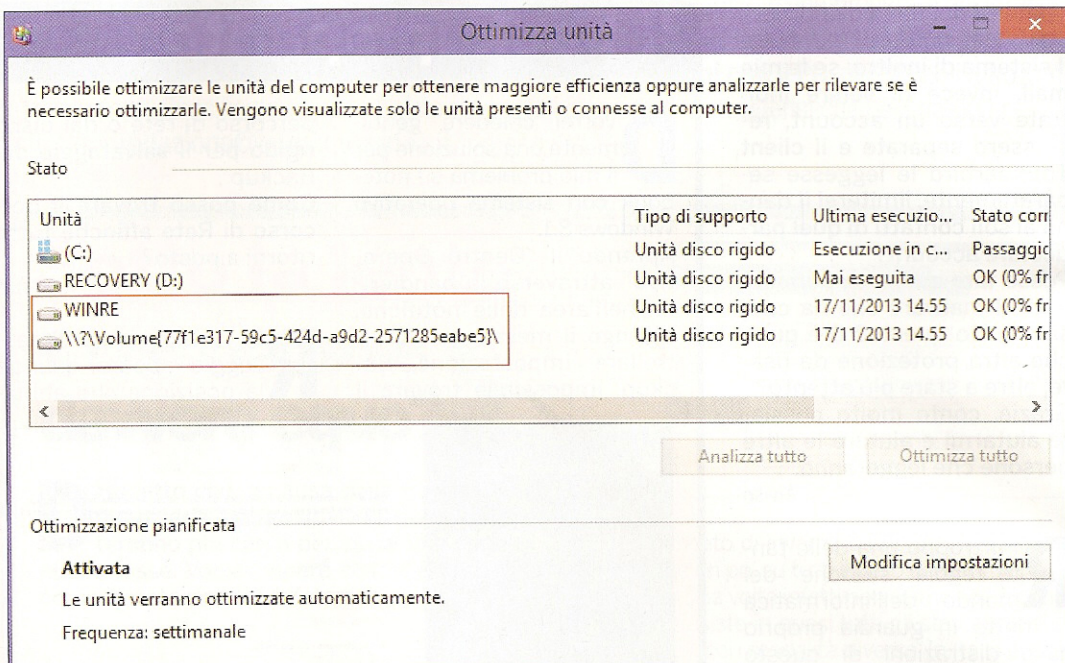 Ottimizza unità
È possibile ottimizzare le unità del computer per ottenere maggiore efficienza oppure analizzarle per rilevare se è
necessario ottimizzarle. Vengono visualizzate solo le unità presenti o connesse al computer.
Stato
Unità Tipo di supporto Ultima esecuzio... Stato corr
(C:) Unità disco rigido Esecuzione in c... Passaggio
RECOVERY (D:) Unità disco rigido Mai eseguita OK (0% fr
WINRE Unità disco rigido 17/11/2013 14.55 OK (0% fr
\\?\Volume{77f1e317-59c5-424d-a9d2-2571285eabe5}\ Unità disco rigido 17/11/2013 14.55 OK (0% fr
Analizza tutto Ottimizza tutto
Ottimizzazione pianificata
Attivata Modifica impostazioni
Le unità verranno ottimizzate automaticamente.
Frequenza: settimanale